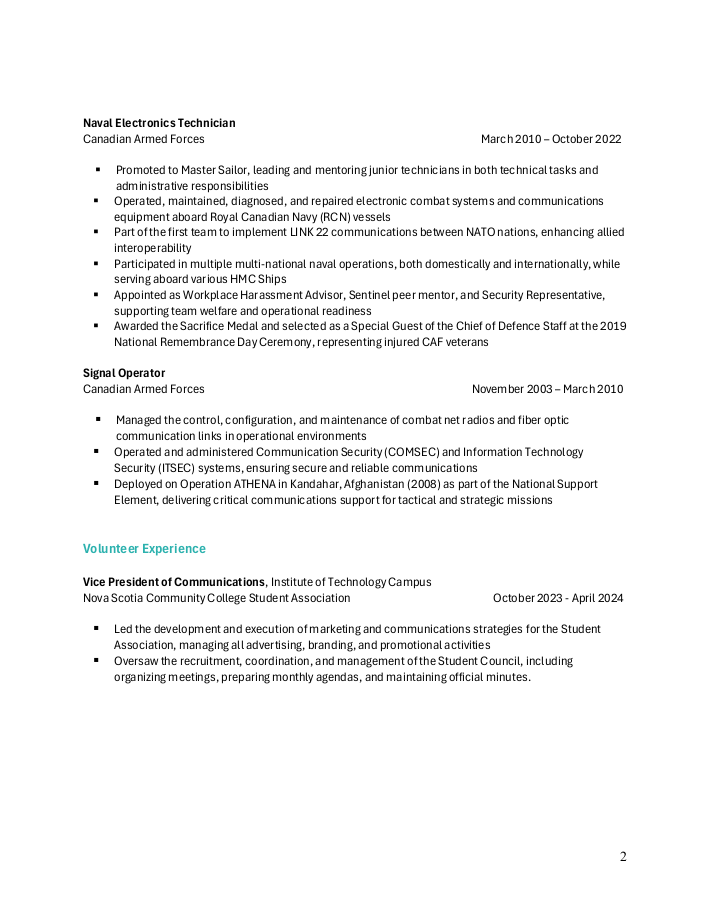 Naval Electronics Technician
Canadian Armed Forces March 2010 – October 2022
▪ Promoted to Master Sailor, leading and mentoring junior technicians in both technical tasks and
administrative responsibilities
▪ Operated, maintained, diagnosed, and repaired electronic combat systems and communications
equipment aboard Royal Canadian Navy (RCN) vessels
▪ Part of the first team to implement LINK 22 communications between NATO nations, enhancing allied
interoperability
▪ Participated in multiple multi-national naval operations, both domestically and internationally, while
serving aboard various HMC Ships
▪ Appointed as Workplace Harassment Advisor, Sentinel peer mentor, and Security Representative,
supporting team welfare and operational readiness
▪ Awarded the Sacrifice Medal and selected as a Special Guest of the Chief of Defence Staff at the 2019
National Remembrance Day Ceremony, representing injured CAF veterans
Signal Operator
Canadian Armed Forces November 2003 – March 2010
▪ Managed the control, configuration, and maintenance of combat net radios and fiber optic
communication links in operational environments
▪ Operated and administered Communication Security (COMSEC) and Information Technology
Security (ITSEC) systems, ensuring secure and reliable communications
▪ Deployed on Operation ATHENA in Kandahar, Afghanistan (2008) as part of the National Support
Element, delivering critical communications support for tactical and strategic missions
Volunteer Experience
Vice President of Communications, Institute of Technology Campus
Nova Scotia Community College Student Association October 2023 - April 2024
▪ Led the development and execution of marketing and communications strategies for the Student
Association, managing all advertising, branding, and promotional activities
▪ Oversaw the recruitment, coordination, and management of the Student Council, including
organizing meetings, preparing monthly agendas, and maintaining official minutes.
2